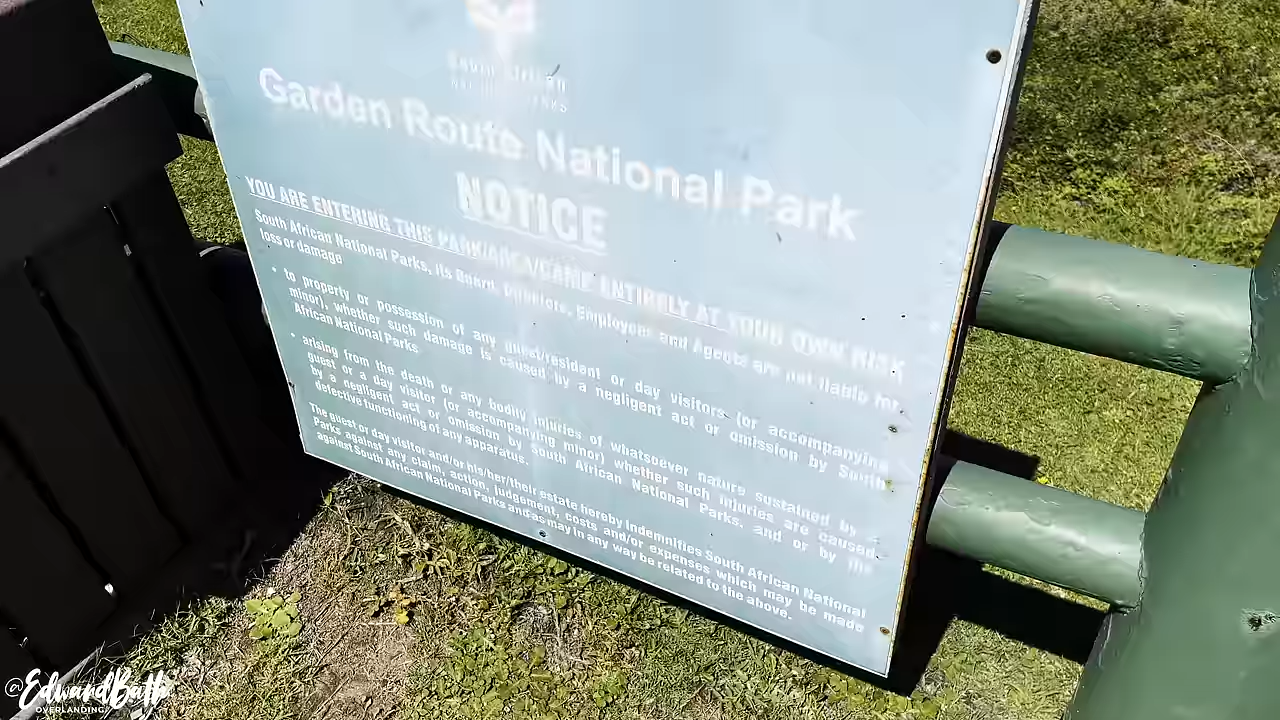 South African
NATIONAL PARKS
Garden Route National Park
NOTICE
YOU ARE ENTERING THIS PARK/AREA/CAMP ENTIRELY AT YOUR OWN RISK
South African National Parks, its Board, Directors, Employees and Agents are not liable for
loss or damage
• to property or possession of any guest/resident or day visitors (or accompanying
minor), whether such damage is caused by a negligent act or omission by South
African National Parks
• arising from the death or any bodily injuries of whatsoever nature sustained by
guest or a day visitor (or accompanying minor) whether such injuries are caused
by a negligent act or omission by South African National Parks, and or by the
defective functioning of any apparatus.
The guest or day visitor and/or his/her/their estate hereby indemnifies South African National
Parks against any claim, action, judgement, costs and/or expenses which may be made
against South African National Parks and as may in any way be related to the above.
@EdwardBath
OVERLANDING